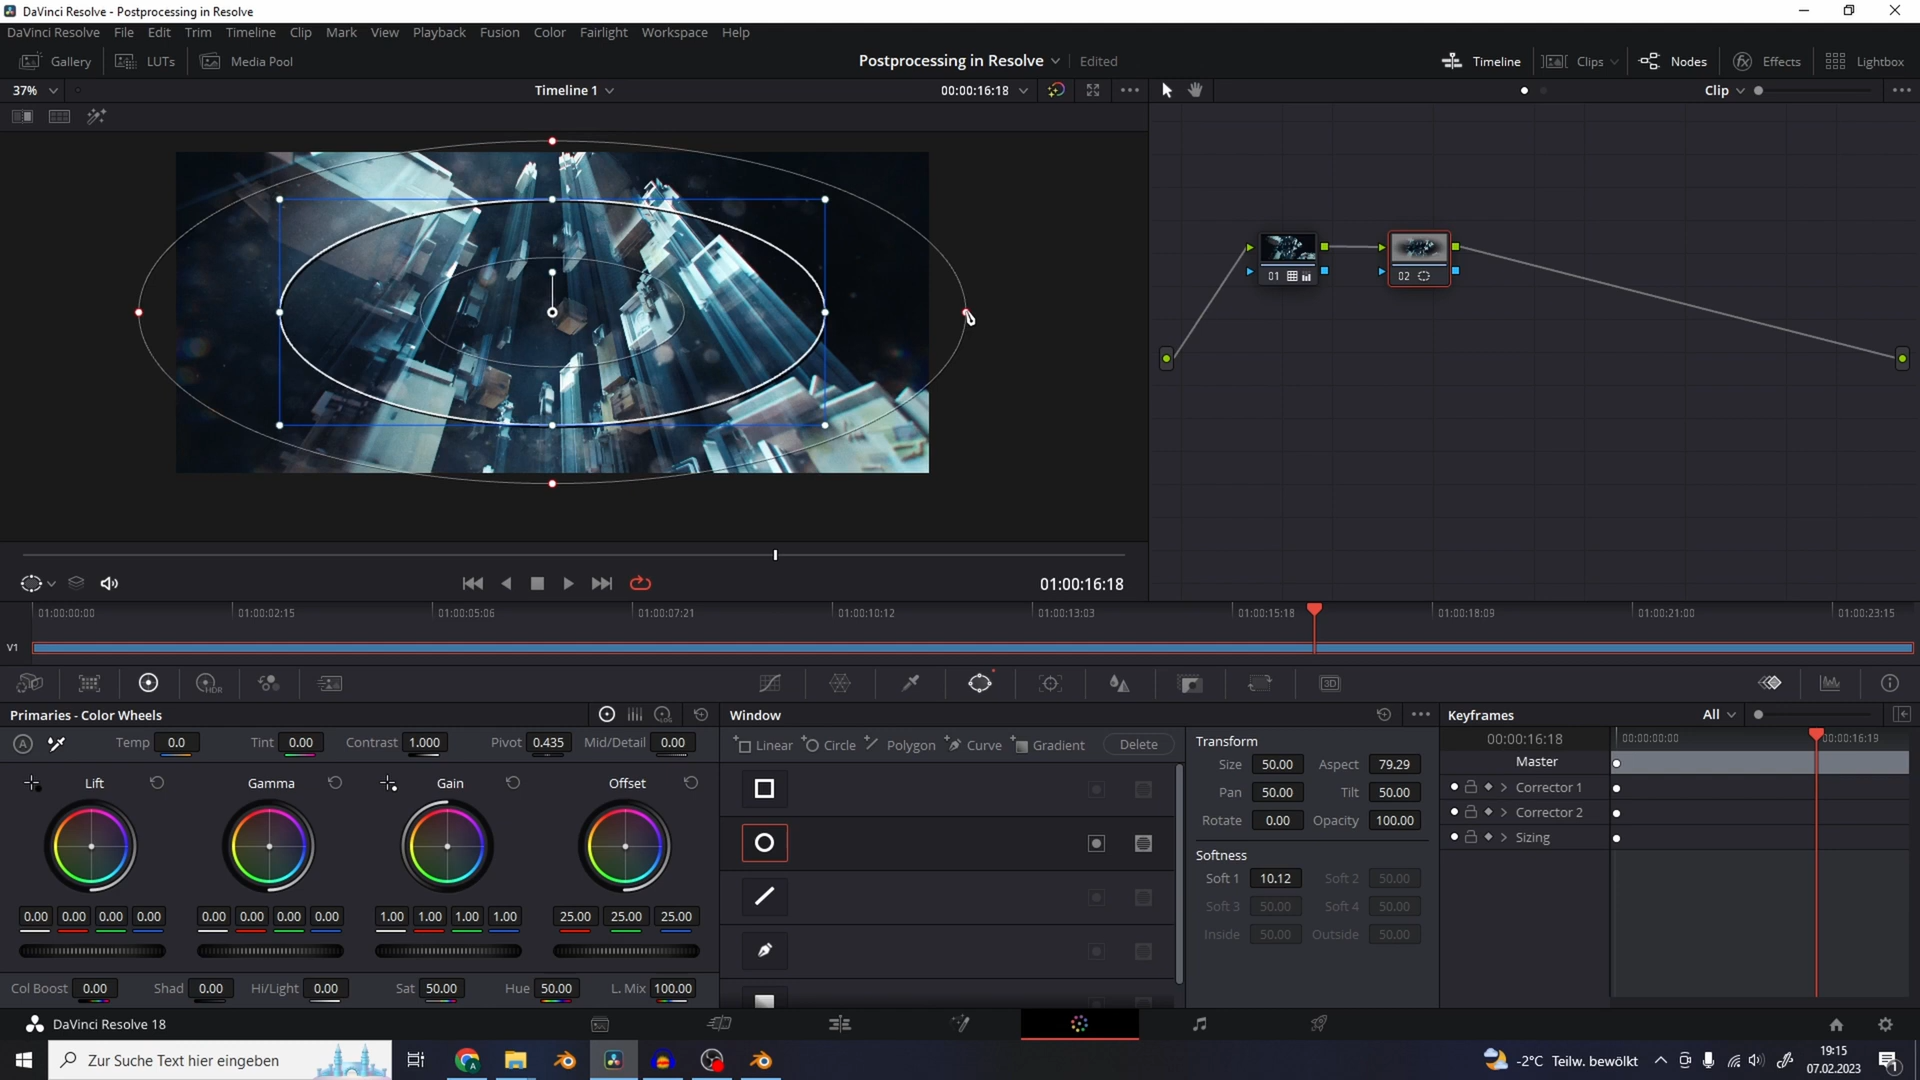 DaVinci Resolve - Postprocessing in Resolve
DaVinci Resolve File Edit Trim Timeline Clip Mark View Playback Fusion Color Fairlight Workspace Help
Gallery LUTs Media Pool Postprocessing in Resolve Edited Timeline Clips Nodes Effects Lightbox
37% Timeline 1 00:00:16:18 Clip
01 02
01:00:16:18
01:00:00:00 01:00:02:15 01:00:05:06 01:00:07:21 01:00:10:12 01:00:13:03 01:00:15:18 01:00:18:09 01:00:21:00 01:00:23:15
V1
HDR 3D
Primaries - Color Wheels LOG Window Keyframes All
A Temp 0.0 Tint 0.00 Contrast 1.000 Pivot 0.435 Mid/Detail 0.00
Linear Circle Polygon Curve Gradient Delete
Transform
00:00:16:18 00:00:00:00 00:00:16:19
Lift Gamma Gain Offset
Size 50.00 Aspect 79.29
Master
Pan 50.00 Tilt 50.00
Corrector 1
Rotate 0.00 Opacity 100.00
Corrector 2
Sizing
Softness
Soft 1 10.12 Soft 2 50.00
Soft 3 50.00 Soft 4 50.00
0.00 0.00 0.00 0.00 0.00 0.00 0.00 0.00 1.00 1.00 1.00 1.00 25.00 25.00 25.00
Inside 50.00 Outside 50.00
Col Boost 0.00 Shad 0.00 Hi/Light 0.00 Sat 50.00 Hue 50.00 L. Mix 100.00
DaVinci Resolve 18
Zur Suche Text hier eingeben
-2°C Teilw. bewölkt
19:15
07.02.2023
1